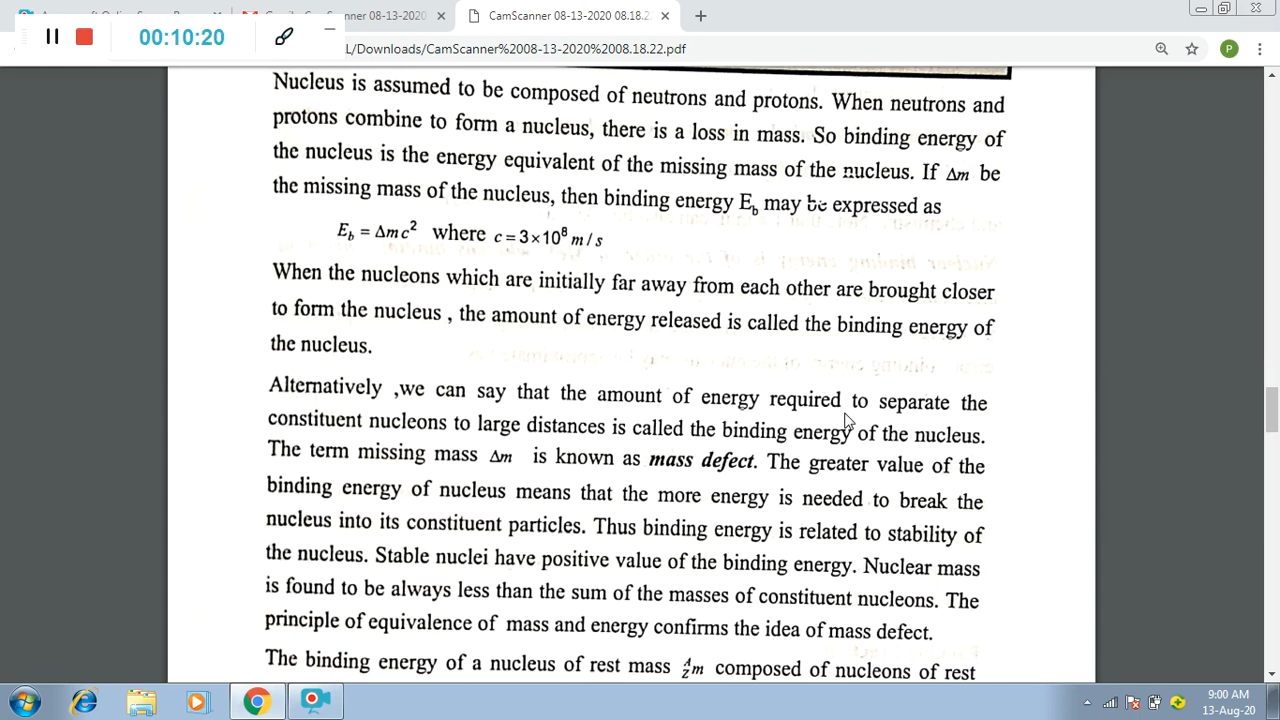 CamScanner 08-13-2020
CamScanner 08-13-2020 08.18.2
00:10:20
L/Downloads/CamScanner%2008-13-2020%2008.18.22.pdf
P
Nucleus is assumed to be composed of neutrons and protons. When neutrons and
protons combine to form a nucleus, there is a loss in mass. So binding energy of
the nucleus is the energy equivalent of the missing mass of the nucleus. If Δm be
the missing mass of the nucleus, then binding energy E_b may be expressed as
E_b = Δmc² where c = 3×10⁸ m / s
When the nucleons which are initially far away from each other are brought closer
to form the nucleus , the amount of energy released is called the binding energy of
the nucleus.
Alternatively ,we can say that the amount of energy required to separate the
constituent nucleons to large distances is called the binding energy of the nucleus.
The term missing mass Δm is known as mass defect. The greater value of the
binding energy of nucleus means that the more energy is needed to break the
nucleus into its constituent particles. Thus binding energy is related to stability of
the nucleus. Stable nuclei have positive value of the binding energy. Nuclear mass
is found to be always less than the sum of the masses of constituent nucleons. The
principle of equivalence of mass and energy confirms the idea of mass defect.
The binding energy of a nucleus of rest mass ᴬ_Z m composed of nucleons of rest
9:00 AM
13-Aug-20